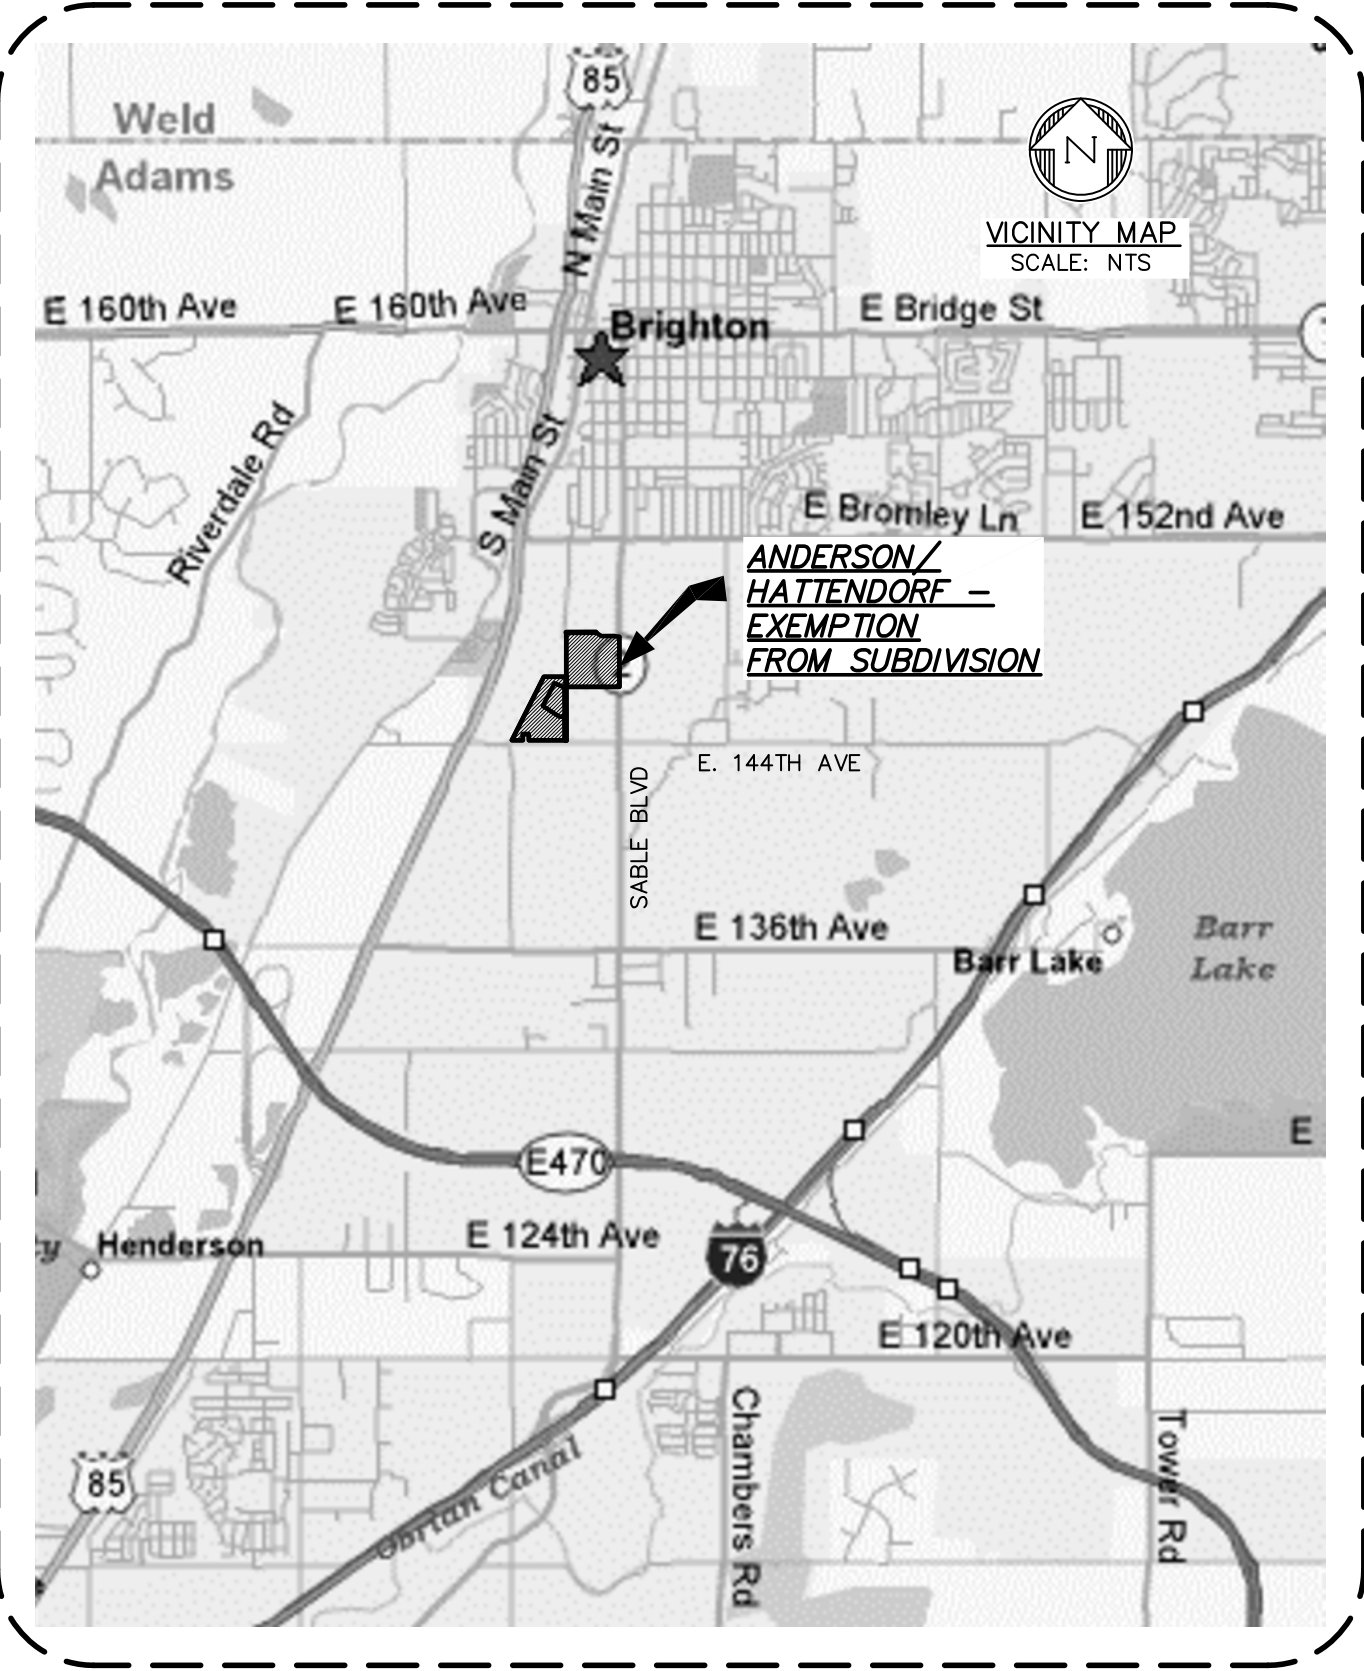 85
Weld
Adams
N Main St
N
VICINITY MAP
SCALE: NTS
E 160th Ave
E 160th Ave
E Bridge St
Brighton
Riverdale Rd
S Main St
E Bromley Ln
E 152nd Ave
ANDERSON/
HATTENDORF –
EXEMPTION
FROM SUBDIVISION
E. 144TH AVE
SABLE BLVD
E 136th Ave
Barr Lake
Barr
Lake
E
E470
E 124th Ave
76
Henderson
E 120th Ave
Chambers Rd
Tower Rd
85
Canal